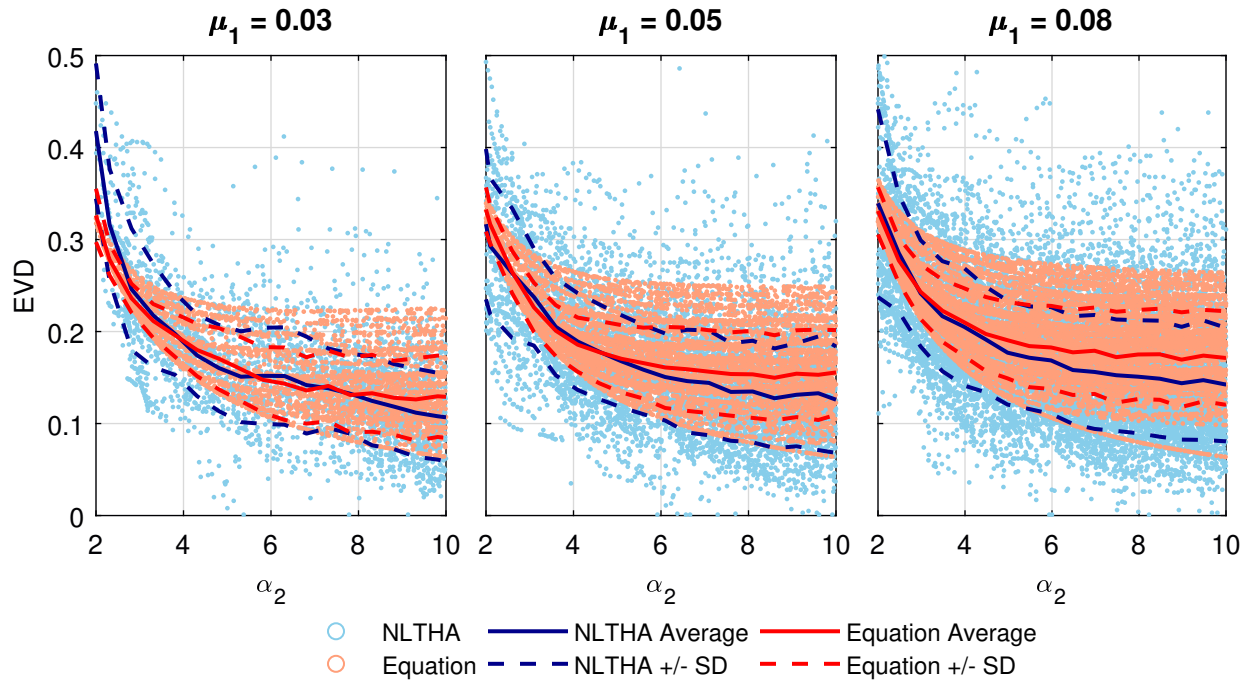 μ1 = 0.03
μ1 = 0.05
μ1 = 0.08
EVD
0.5
0.4
0.3
0.2
0.1
0
2 4 6 8 10
2 4 6 8 10
2 4 6 8 10
α2
α2
α2
NLTHA
NLTHA Average
Equation Average
Equation
NLTHA +/- SD
Equation +/- SD